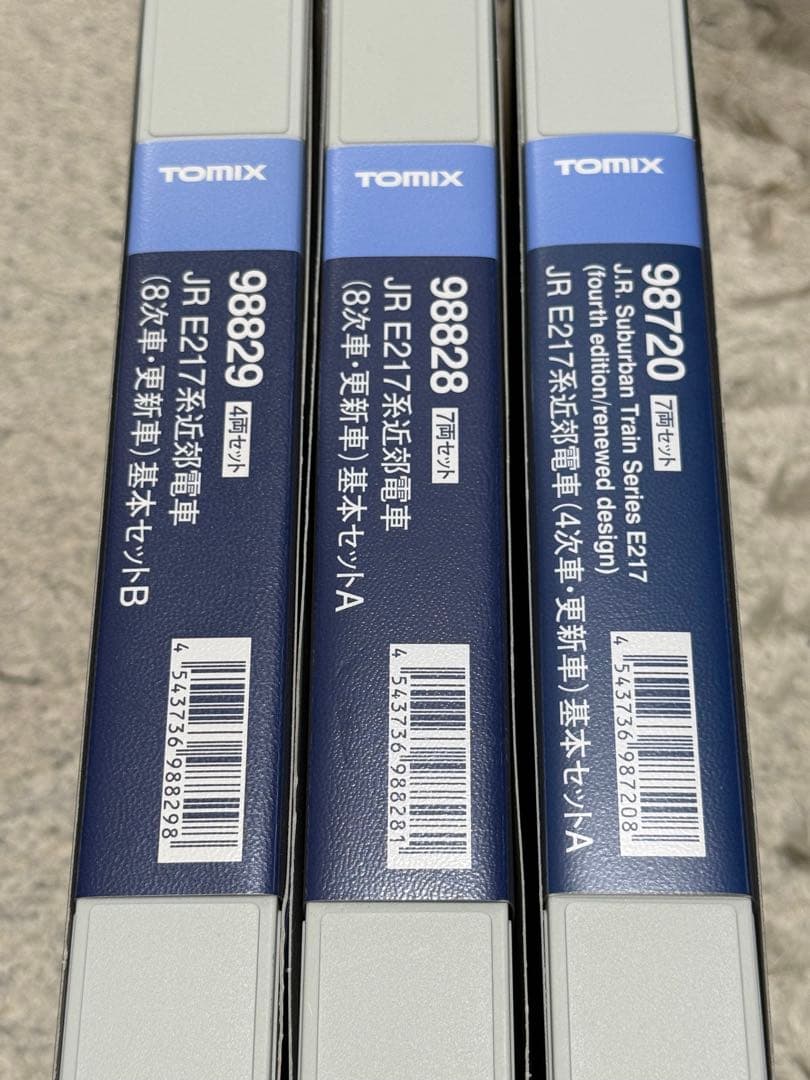 TOMIX
98829 4両セット
JR E217系近郊電車
(8次車・更新車)基本セットB
4 543736 988298
TOMIX
98828 7両セット
JR E217系近郊電車
(8次車・更新車)基本セットA
4 543736 988281
TOMIX
98720 7両セット
J.R. Suburban Train Series E217
(fourth edition/renewed design)
JR E217系近郊電車(4次車・更新車)基本セットA
4 543736 987208